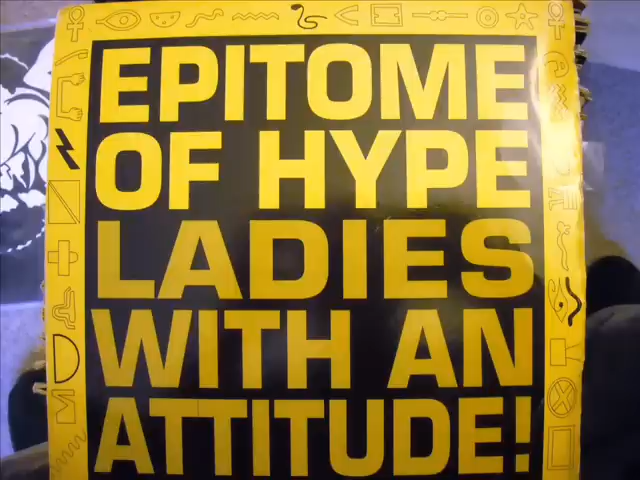 EPITOME
OF HYPE
LADIES
WITH AN
ATTITUDE!